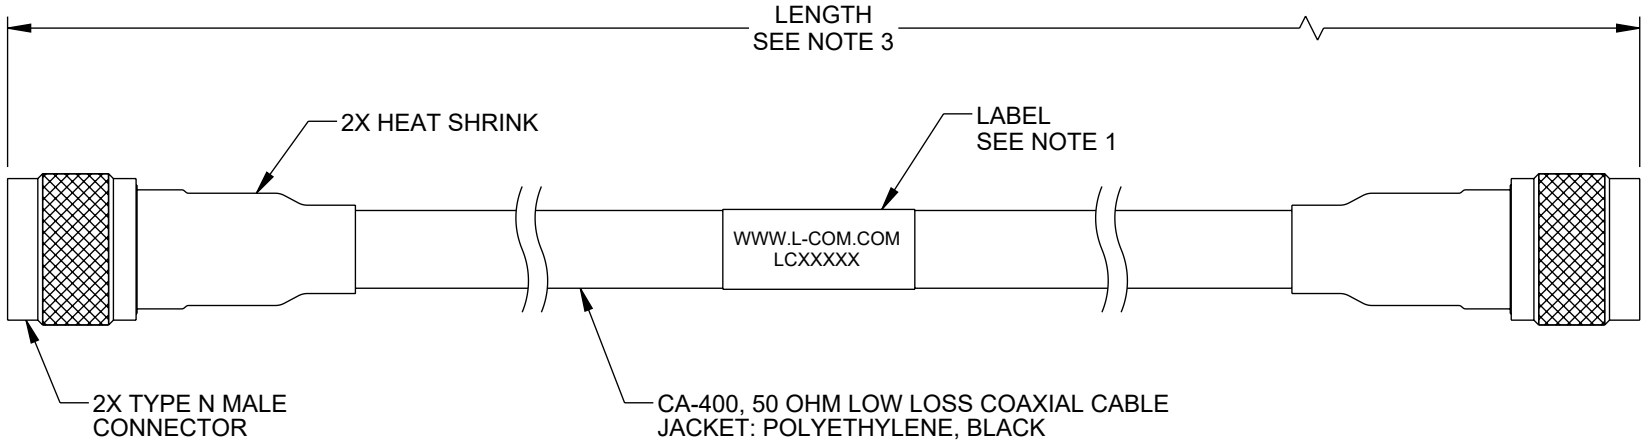 LENGTH
SEE NOTE 3
2X HEAT SHRINK
LABEL
SEE NOTE 1
WWW.L-COM.COM
LCXXXXX
2X TYPE N MALE
CONNECTOR
CA-400, 50 OHM LOW LOSS COAXIAL CABLE
JACKET: POLYETHYLENE, BLACK